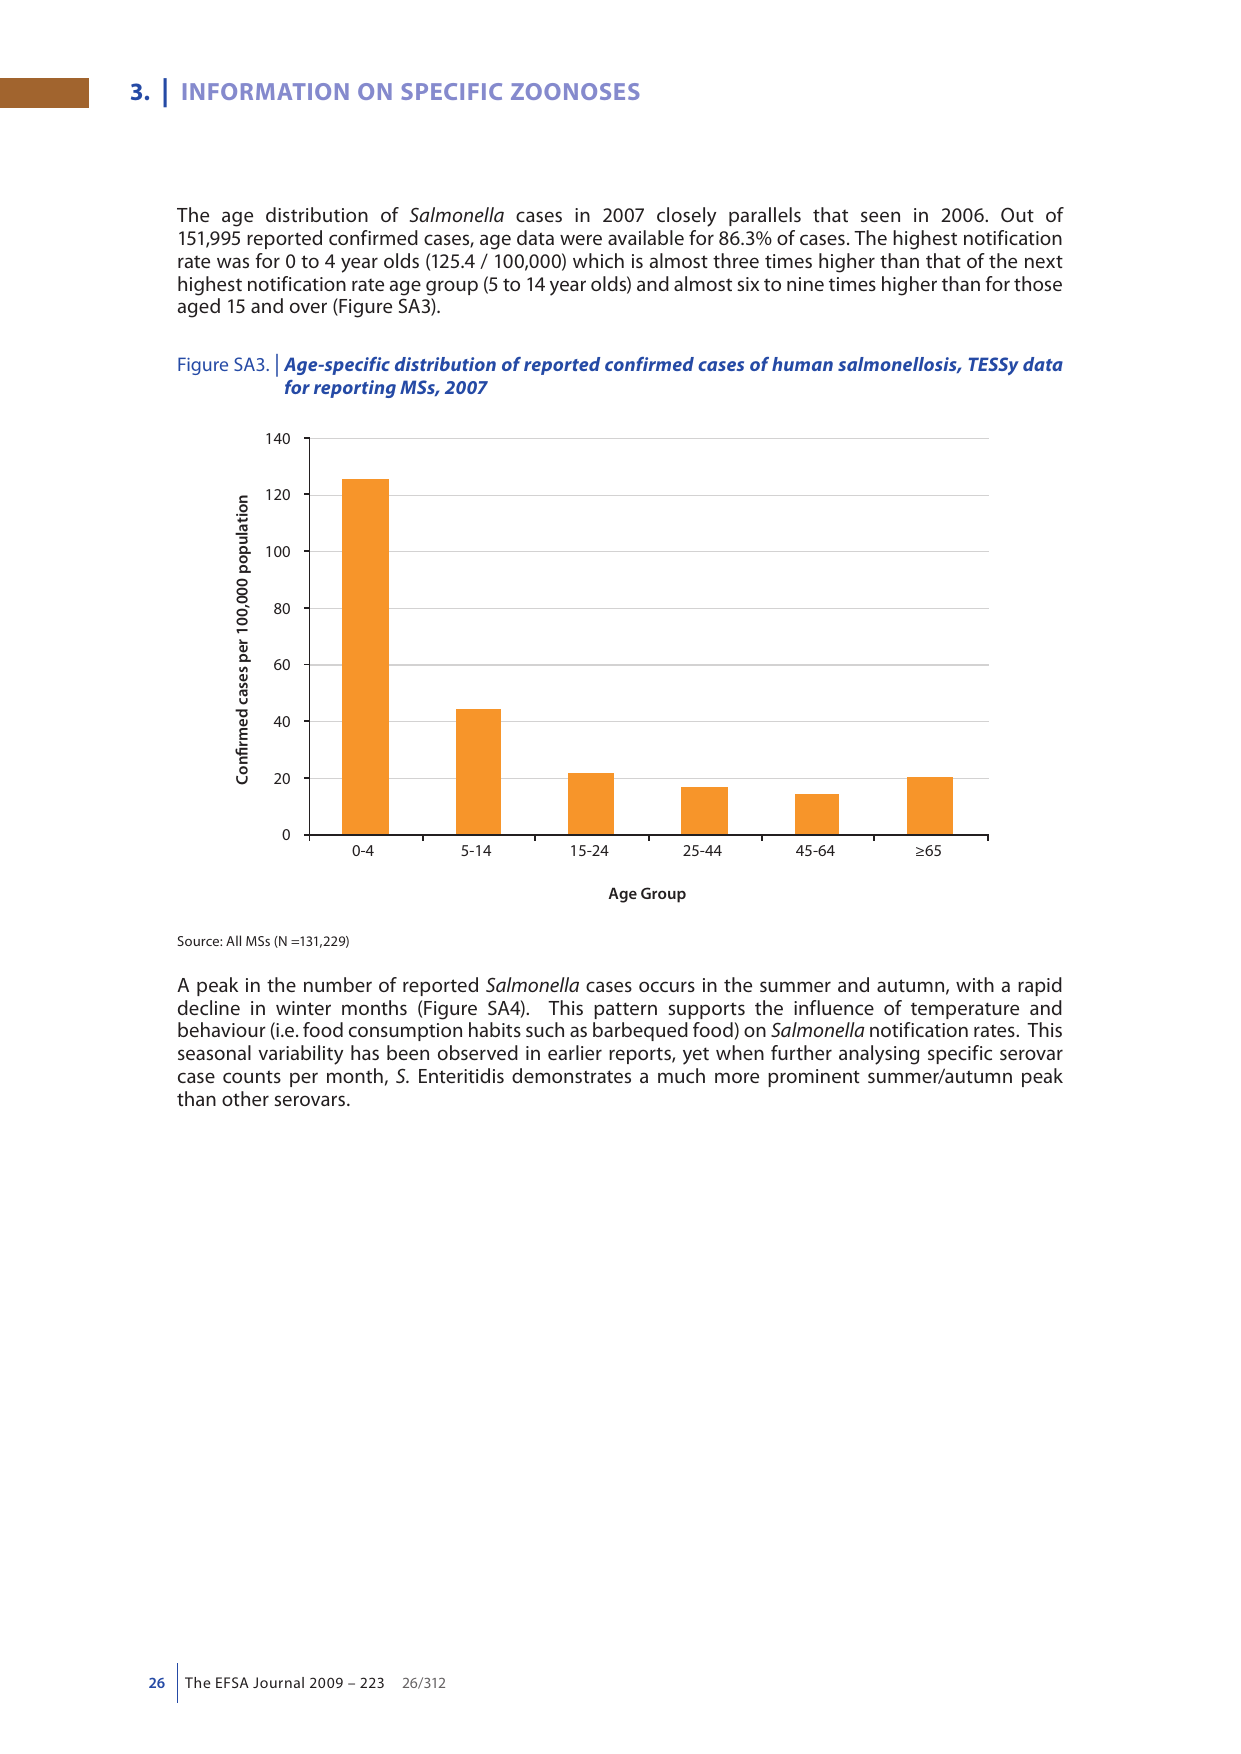 3. | INFORMATION ON SPECIFIC ZOONOSES
The age distribution of Salmonella cases in 2007 closely parallels that seen in 2006. Out of
151,995 reported confirmed cases, age data were available for 86.3% of cases. The highest notification
rate was for 0 to 4 year olds (125.4 / 100,000) which is almost three times higher than that of the next
highest notification rate age group (5 to 14 year olds) and almost six to nine times higher than for those
aged 15 and over (Figure SA3).
Figure SA3. | Age-specific distribution of reported confirmed cases of human salmonellosis, TESSy data
for reporting MSs, 2007
Confirmed cases per 100,000 population
140
120
100
80
60
40
20
0
0-4 5-14 15-24 25-44 45-64 ≥65
Age Group
Source: All MSs (N =131,229)
A peak in the number of reported Salmonella cases occurs in the summer and autumn, with a rapid
decline in winter months (Figure SA4). This pattern supports the influence of temperature and
behaviour (i.e. food consumption habits such as barbequed food) on Salmonella notification rates. This
seasonal variability has been observed in earlier reports, yet when further analysing specific serovar
case counts per month, S. Enteritidis demonstrates a much more prominent summer/autumn peak
than other serovars.
26 | The EFSA Journal 2009 – 223 26/312